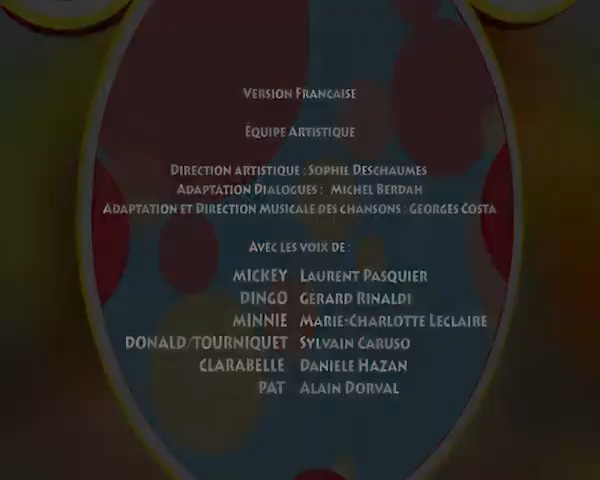 Version Française
Équipe Artistique
Direction artistique : Sophie Deschaumes
Adaptation Dialogues : Michel Berdah
Adaptation et Direction Musicale des chansons : Georges Costa
Avec les voix de :
MICKEY Laurent Pasquier
DINGO Gerard Rinaldi
MINNIE Marie-Charlotte Leclaire
DONALD/TOURNIQUET Sylvain Caruso
CLARABELLE Daniele Hazan
PAT Alain Dorval